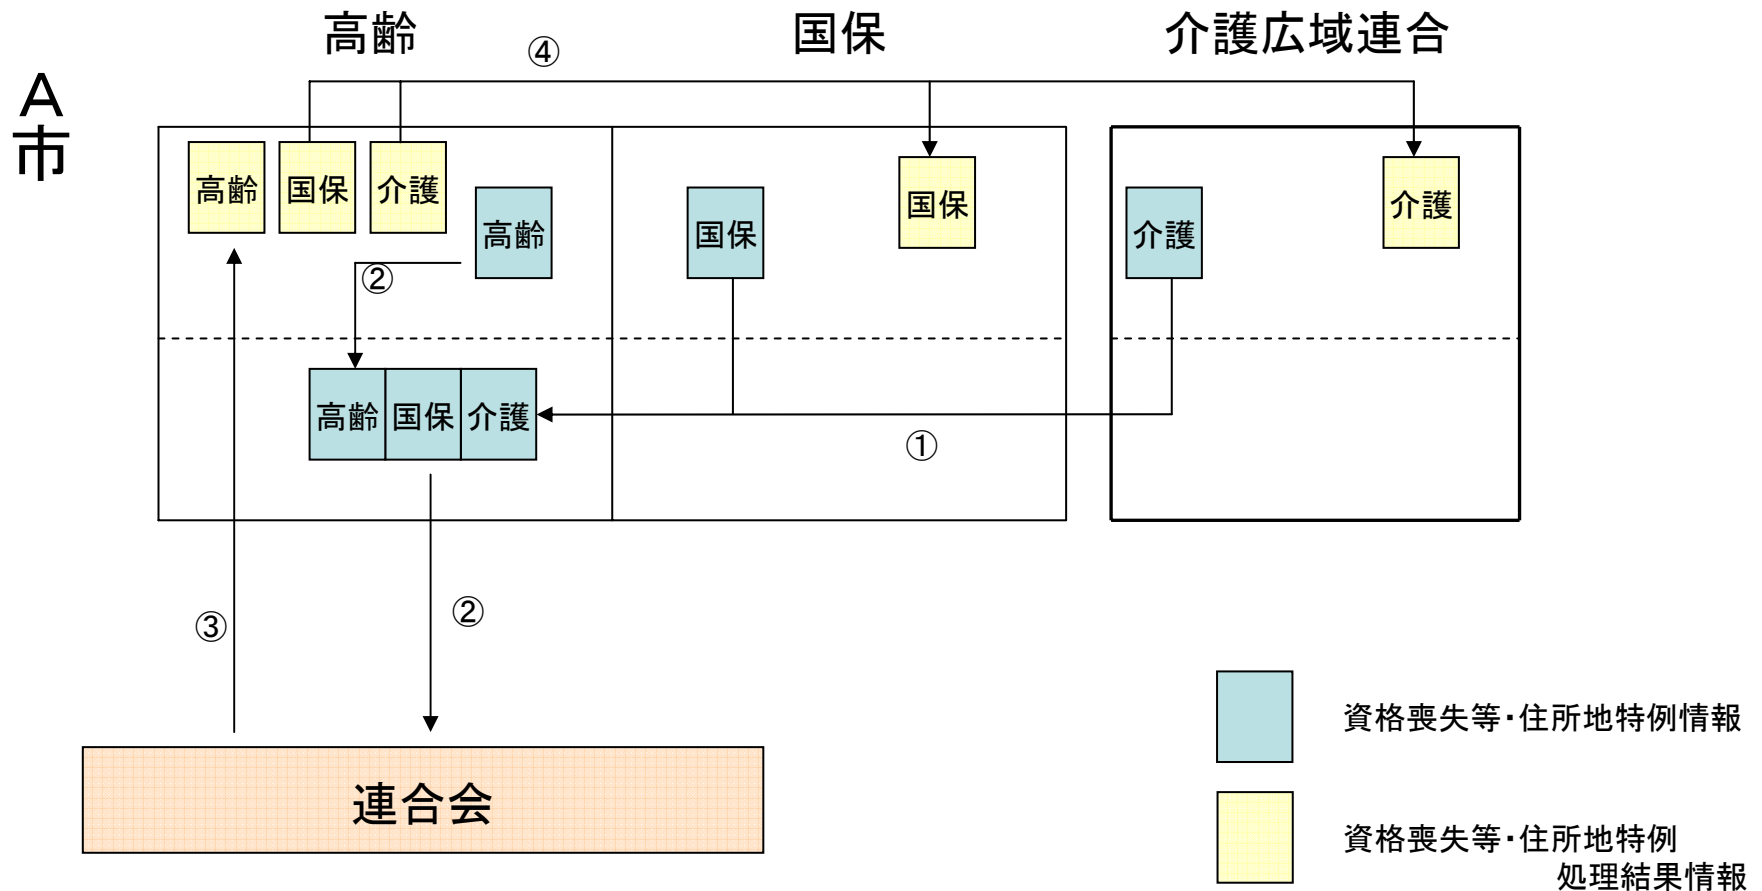 高齢
国保
介護広域連合
④
A
市
高齢
国保
介護
高齢
国保
国保
介護
介護
②
高齢
国保
介護
①
③
②
連合会
資格喪失等・住所地特例情報
資格喪失等・住所地特例
処理結果情報